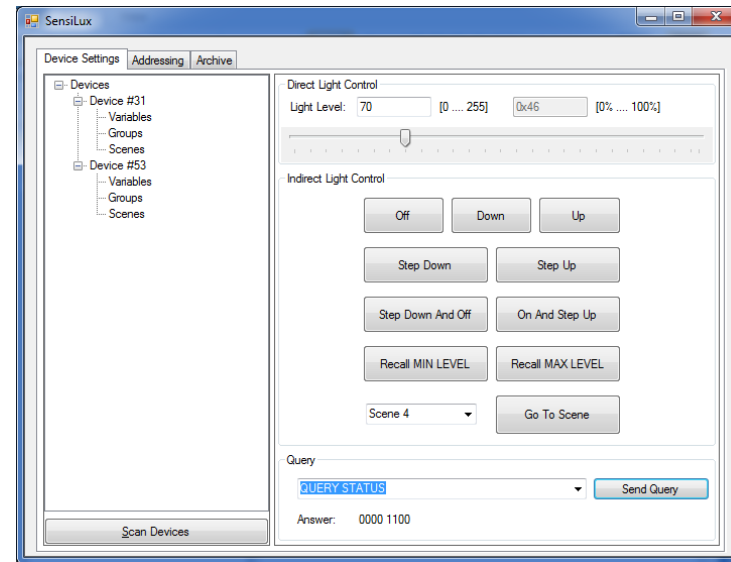 SensiLux
Device Settings Addressing Archive
Devices
Device #31
Variables
Groups
Scenes
Device #53
Variables
Groups
Scenes
Scan Devices
Direct Light Control
Light Level: 70 [0 .... 255] 0x46 [0% .... 100%]
Indirect Light Control
Off Down Up
Step Down Step Up
Step Down And Off On And Step Up
Recall MIN LEVEL Recall MAX LEVEL
Scene 4 Go To Scene
Query
QUERY STATUS Send Query
Answer: 0000 1100